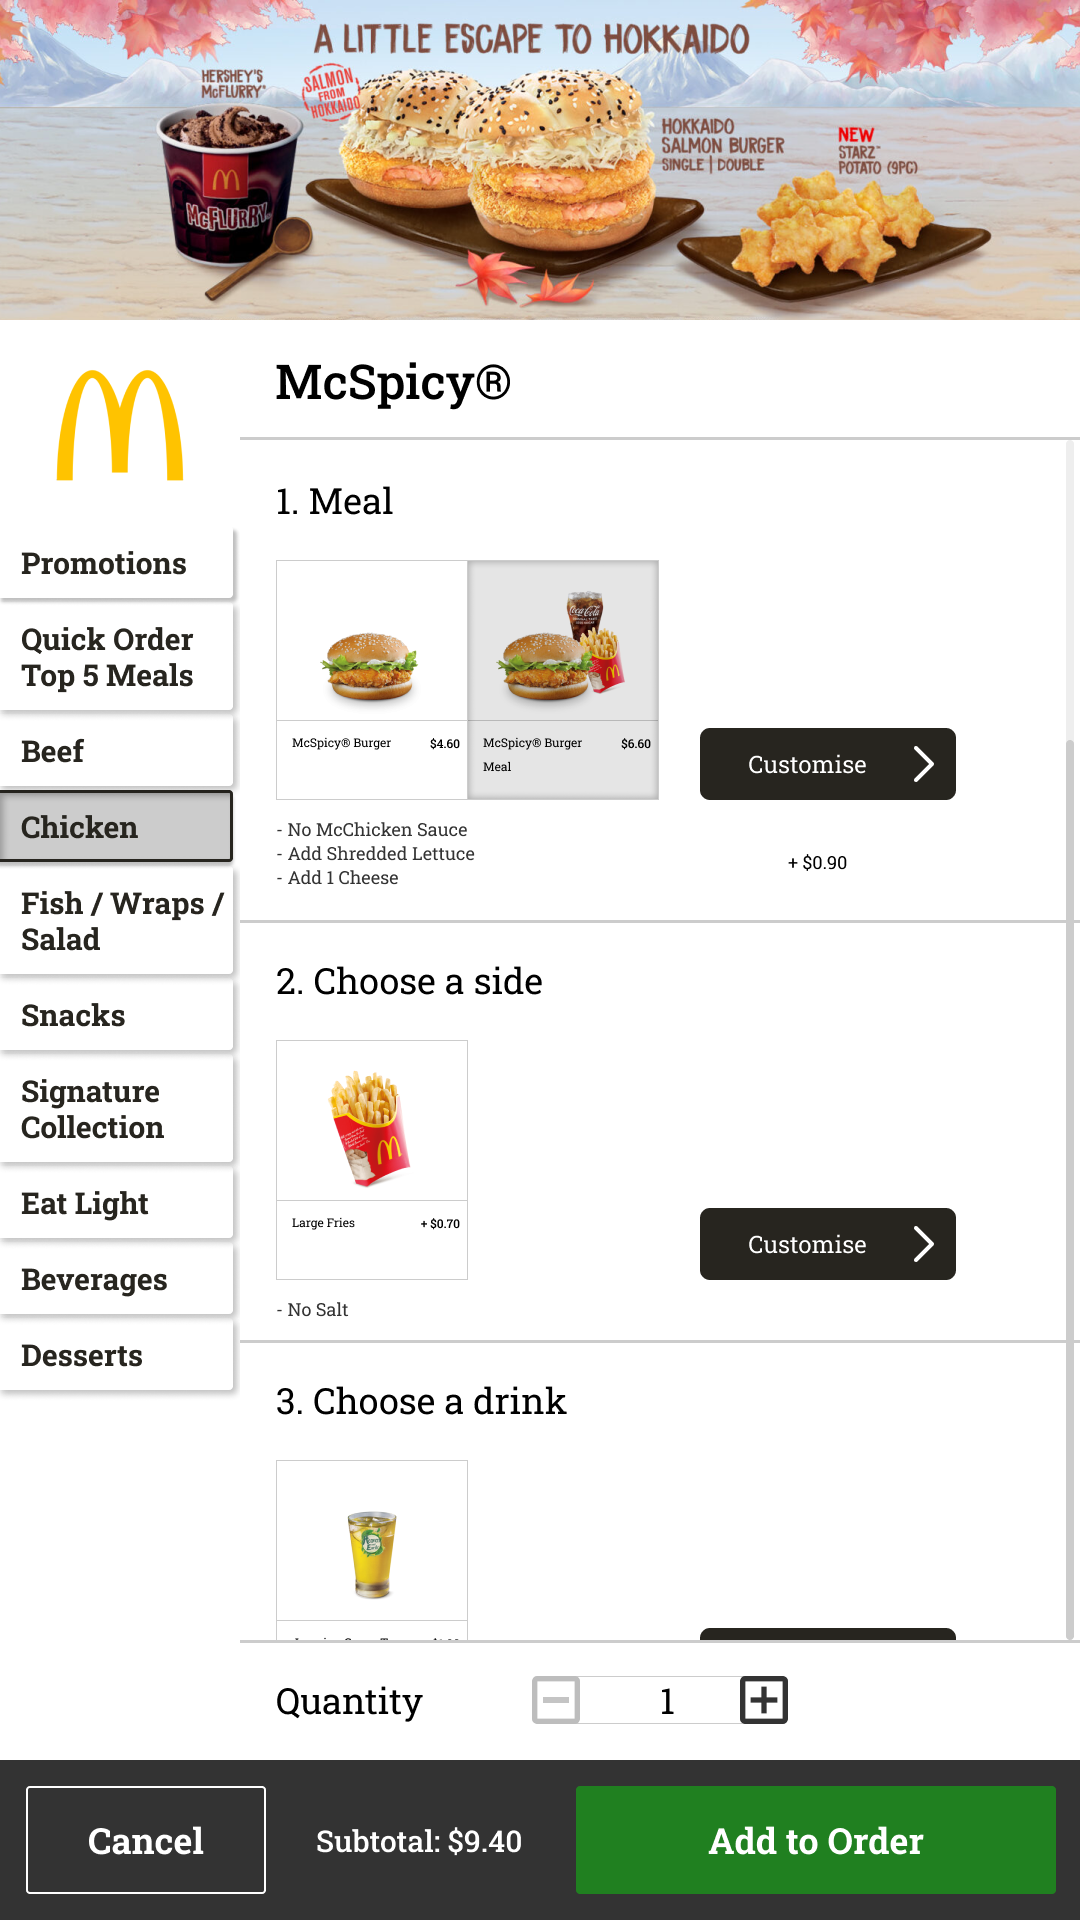 A LITTLE ESCAPE TO HOKKAIDO
HERSHEY'S
McFLURRY
SALMON
FROM
HOKKAIDO
HOKKAIDO
SALMON BURGER
SINGLE | DOUBLE
NEW
STARZ™
POTATO (9PC)
McFLURRY
McSpicy®
1. Meal
Coca-Cola
McSpicy® Burger $4.60
McSpicy® Burger $6.60
Meal
Customise
- No McChicken Sauce
- Add Shredded Lettuce
- Add 1 Cheese
+ $0.90
Promotions
Quick Order
Top 5 Meals
Beef
Chicken
Fish / Wraps /
Salad
Snacks
Signature
Collection
Eat Light
Beverages
Desserts
2. Choose a side
Large Fries + $0.70
Customise
- No Salt
3. Choose a drink
Quantity 1
Cancel
Subtotal: $9.40
Add to Order